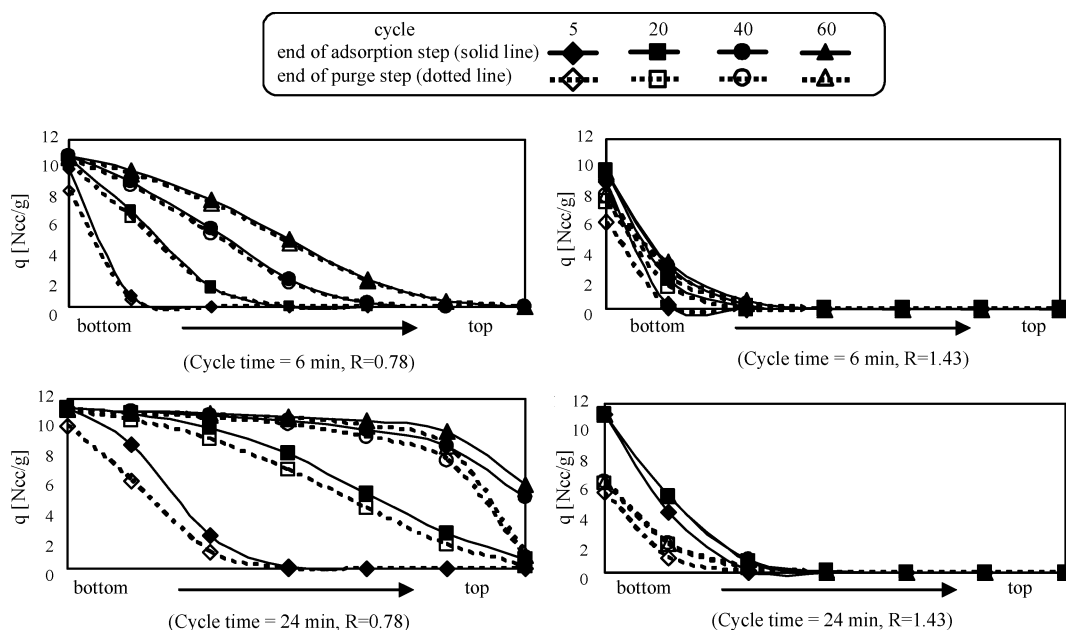 cycle 5 20 40 60
end of adsorption step (solid line)
end of purge step (dotted line)
12
10
8
6
4
2
0
q [Ncc/g]
bottom top
(Cycle time = 6 min, R=0.78)
12
10
8
6
4
2
0
q [Ncc/g]
bottom top
(Cycle time = 6 min, R=1.43)
12
10
8
6
4
2
0
q [Ncc/g]
bottom top
(Cycle time = 24 min, R=0.78)
12
10
8
6
4
2
0
q [Ncc/g]
bottom top
(Cycle time = 24 min, R=1.43)